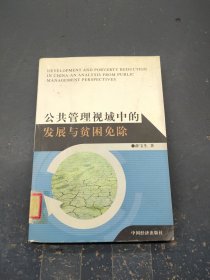 DEVELOPMENT AND POVERTY REDUCTION
IN CHINA: AN ANALYSIS FROM PUBLIC
MANAGEMENT PERSPECTIVES
公共管理视域中的
发展与贫困免除
著
中国经济出版社